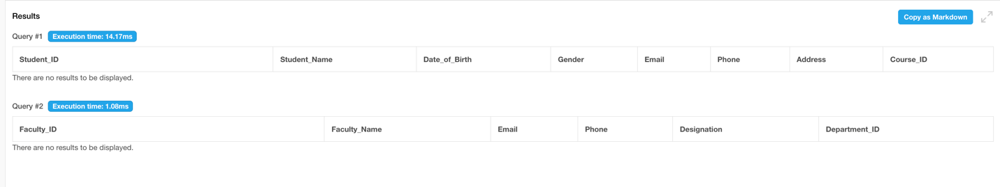 Results
Copy as Markdown
Query #1 Execution time: 14.17ms
Student_ID Student_Name Date_of_Birth Gender Email Phone Address Course_ID
There are no results to be displayed.
Query #2 Execution time: 1.08ms
Faculty_ID Faculty_Name Email Phone Designation Department_ID
There are no results to be displayed.